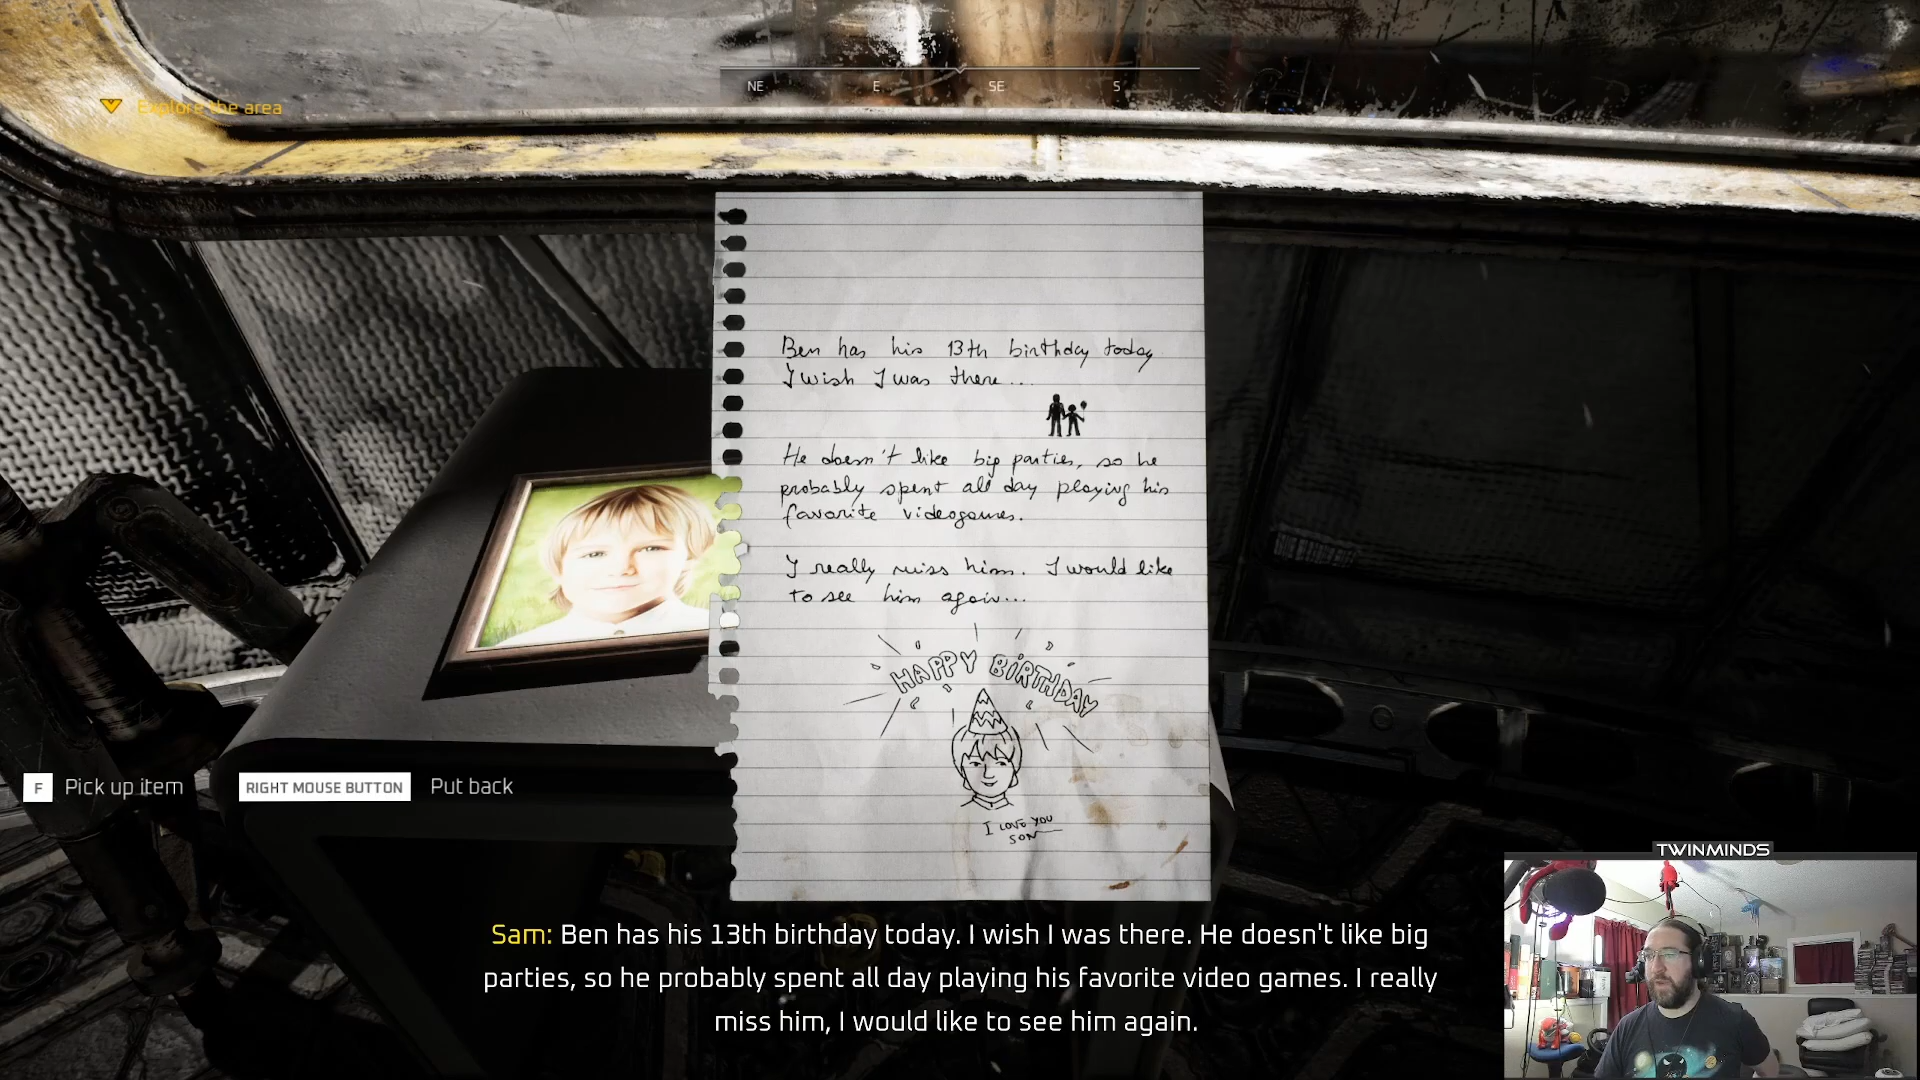 NE E SE S
Explore the area
Ben has his 13th birthday today
I wish I was there...
He doesn't like big parties, so he
probably spent all day playing his
favorite videogames.
I really miss him. I would like
to see him again...
HAPPY BIRTHDAY
I LOVE YOU
SON
F Pick up item RIGHT MOUSE BUTTON Put back
TWINMINDS
Sam: Ben has his 13th birthday today. I wish I was there. He doesn't like big
parties, so he probably spent all day playing his favorite video games. I really
miss him, I would like to see him again.